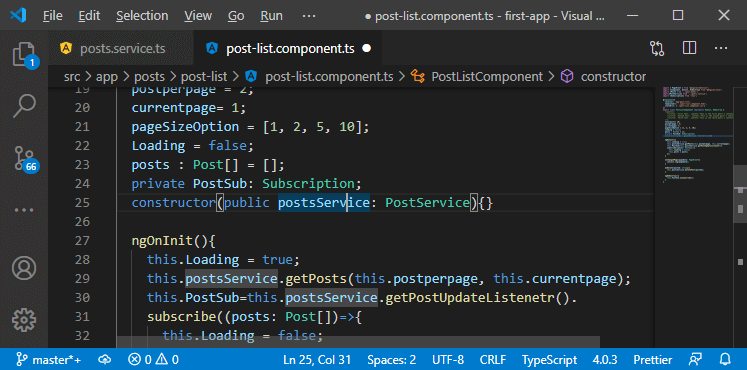 File Edit Selection View Go Run ··· ● post-list.component.ts - first-app - Visual ...
posts.service.ts post-list.component.ts ●
src > app > posts > post-list > post-list.component.ts > PostListComponent > constructor
19 postperpage = 2;
20 currentpage= 1;
21 pageSizeOption = [1, 2, 5, 10];
22 Loading = false;
23 posts : Post[] = [];
24 private PostSub: Subscription;
25 constructor(public postsService: PostService){}
26
27 ngOnInit(){
28 this.Loading = true;
29 this.postsService.getPosts(this.postperpage, this.currentpage);
30 this.PostSub=this.postsService.getPostUpdateListenetr().
31 subscribe((posts: Post[])=>{
32 this.Loading = false;
1
66
master*+ 0 0 Ln 25, Col 31 Spaces: 2 UTF-8 CRLF TypeScript 4.0.3 Prettier